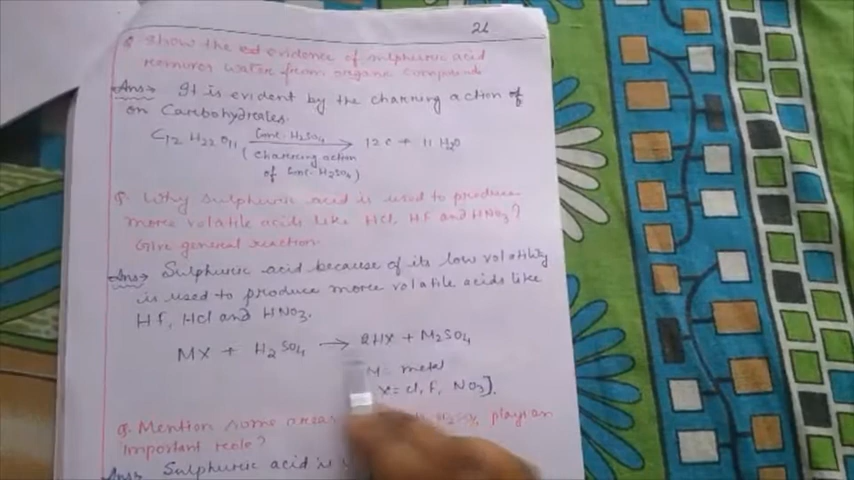 26
Q. Show the ed evidence of sulphuric acid
removes water from organic compounds
Ans→ It is evident by the charring action of
on Carbohydrates.
C12 H22 O11 Conc. H2SO4 → 12C + 11 H2O
(Charring action
of Conc. H2SO4)
Q. Why sulphuric acid is used to produce
more volatile acids like HCl, HF and HNO3?
Give general reaction.
Ans→ Sulphuric acid because of its low volatility
is used to produce more volatile acids like
HF, HCl and HNO3.
MX + H2SO4 → 2HX + M2SO4
M = metal
X = Cl, F, NO3].
Q. Mention some areas H2SO4 plays an
important role?
Ans→ Sulphuric acid is